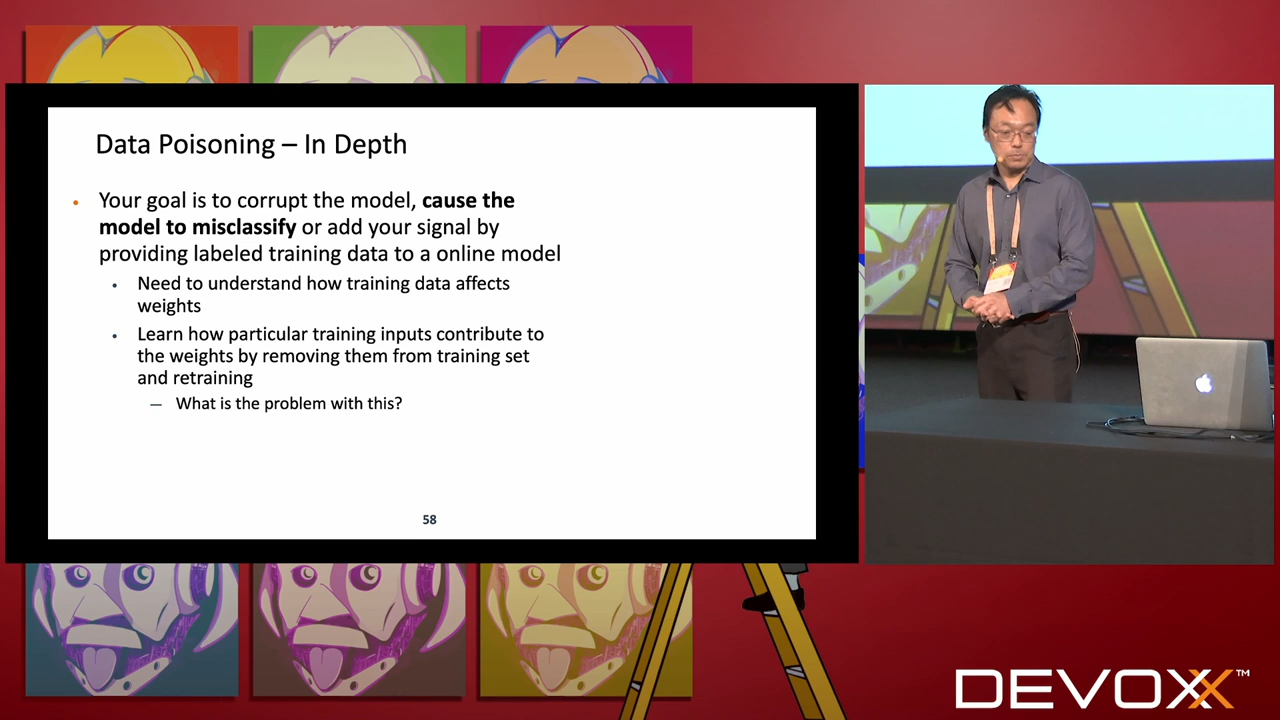 Data Poisoning – In Depth
• Your goal is to corrupt the model, cause the
model to misclassify or add your signal by
providing labeled training data to a online model
• Need to understand how training data affects
weights
• Learn how particular training inputs contribute to
the weights by removing them from training set
and retraining
– What is the problem with this?
58
DEVOXX™